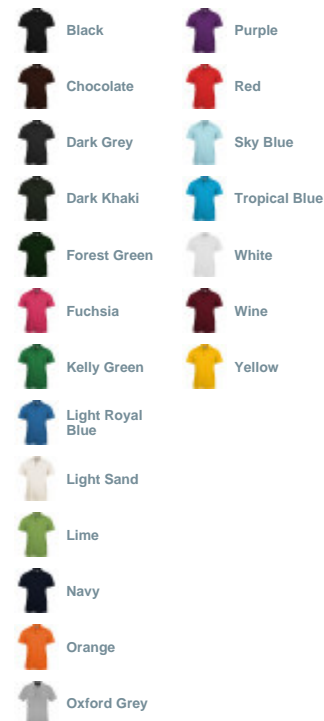 Black
Chocolate
Dark Grey
Dark Khaki
Forest Green
Fuchsia
Kelly Green
Light Royal
Blue
Light Sand
Lime
Navy
Orange
Oxford Grey
Purple
Red
Sky Blue
Tropical Blue
White
Wine
Yellow